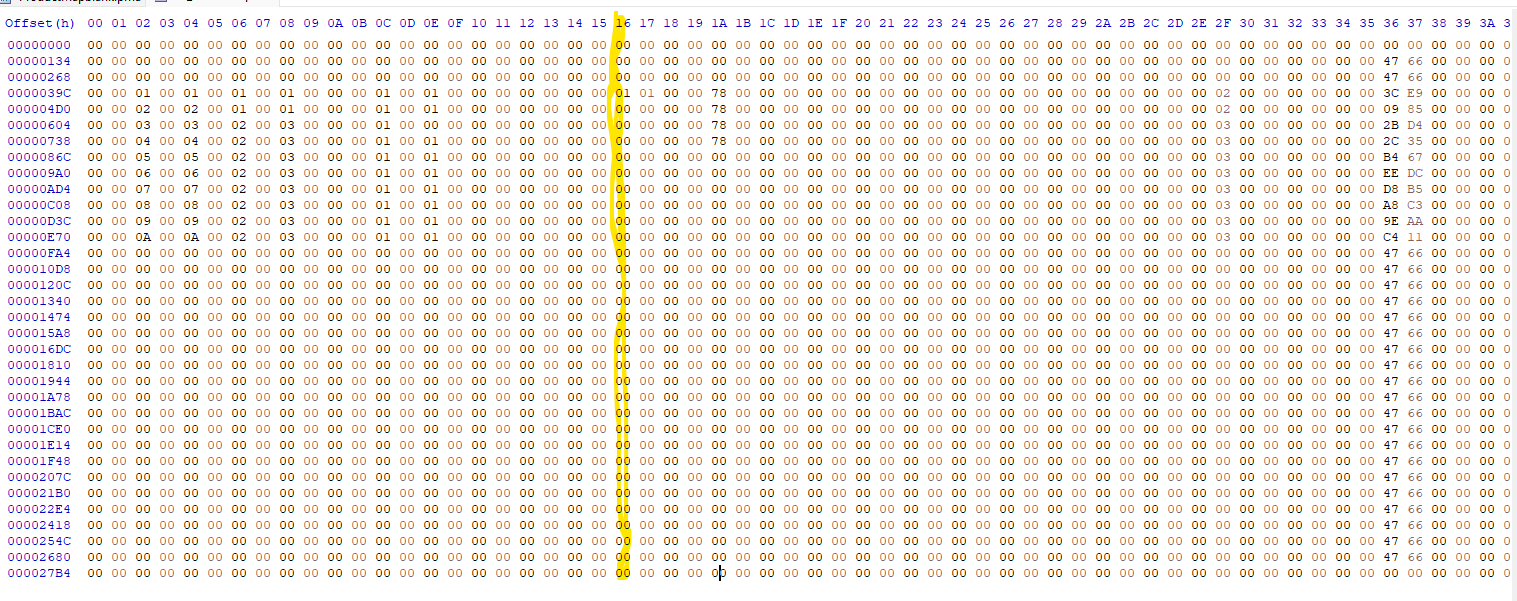 Offset(h) 00 01 02 03 04 05 06 07 08 09 0A 0B 0C 0D 0E 0F 10 11 12 13 14 15 16 17 18 19 1A 1B 1C 1D 1E 1F 20 21 22 23 24 25 26 27 28 29 2A 2B 2C 2D 2E 2F 30 31 32 33 34 35 36 37 38 39 3A 3
00000000 00 00 00 00 00 00 00 00 00 00 00 00 00 00 00 00 00 00 00 00 00 00 00 00 00 00 00 00 00 00 00 00 00 00 00 00 00 00 00 00 00 00 00 00 00 00 00 00 00 00 00 00 00 00 00 00 00 00 00 0
00000134 00 00 00 00 00 00 00 00 00 00 00 00 00 00 00 00 00 00 00 00 00 00 00 00 00 00 00 00 00 00 00 00 00 00 00 00 00 00 00 00 00 00 00 00 00 00 00 00 00 00 00 00 00 00 47 66 00 00 00 0
00000268 00 00 00 00 00 00 00 00 00 00 00 00 00 00 00 00 00 00 00 00 00 00 00 00 00 00 00 00 00 00 00 00 00 00 00 00 00 00 00 00 00 00 00 00 00 00 00 00 00 00 00 00 00 00 47 66 00 00 00 0
0000039C 00 00 01 00 01 00 01 00 01 00 00 00 01 00 01 00 00 00 00 00 00 00 01 01 00 00 78 00 00 00 00 00 00 00 00 00 00 00 00 00 00 00 00 00 00 00 00 02 00 00 00 00 00 00 3C E9 00 00 00 0
000004D0 00 00 02 00 02 00 01 00 01 00 00 00 01 00 01 00 00 00 00 00 00 00 00 00 00 00 78 00 00 00 00 00 00 00 00 00 00 00 00 00 00 00 00 00 00 00 00 02 00 00 00 00 00 00 09 85 00 00 00 0
00000604 00 00 03 00 03 00 02 00 03 00 00 00 01 00 00 00 00 00 00 00 00 00 00 00 00 00 78 00 00 00 00 00 00 00 00 00 00 00 00 00 00 00 00 00 00 00 00 03 00 00 00 00 00 00 2B D4 00 00 00 0
00000738 00 00 04 00 04 00 02 00 03 00 00 00 01 00 01 00 00 00 00 00 00 00 00 00 00 00 78 00 00 00 00 00 00 00 00 00 00 00 00 00 00 00 00 00 00 00 00 03 00 00 00 00 00 00 2C 35 00 00 00 0
0000086C 00 00 05 00 05 00 02 00 03 00 00 00 01 00 01 00 00 00 00 00 00 00 00 00 00 00 00 00 00 00 00 00 00 00 00 00 00 00 00 00 00 00 00 00 00 00 00 03 00 00 00 00 00 00 B4 67 00 00 00 0
000009A0 00 00 06 00 06 00 02 00 03 00 00 00 01 00 01 00 00 00 00 00 00 00 00 00 00 00 00 00 00 00 00 00 00 00 00 00 00 00 00 00 00 00 00 00 00 00 00 03 00 00 00 00 00 00 EE DC 00 00 00 0
00000AD4 00 00 07 00 07 00 02 00 03 00 00 00 01 00 01 00 00 00 00 00 00 00 00 00 00 00 00 00 00 00 00 00 00 00 00 00 00 00 00 00 00 00 00 00 00 00 00 03 00 00 00 00 00 00 D8 B5 00 00 00 0
00000C08 00 00 08 00 08 00 02 00 03 00 00 00 01 00 01 00 00 00 00 00 00 00 00 00 00 00 00 00 00 00 00 00 00 00 00 00 00 00 00 00 00 00 00 00 00 00 00 03 00 00 00 00 00 00 A8 C3 00 00 00 0
00000D3C 00 00 09 00 09 00 02 00 03 00 00 00 01 00 01 00 00 00 00 00 00 00 00 00 00 00 00 00 00 00 00 00 00 00 00 00 00 00 00 00 00 00 00 00 00 00 00 03 00 00 00 00 00 00 9E AA 00 00 00 0
00000E70 00 00 0A 00 0A 00 02 00 03 00 00 00 01 00 01 00 00 00 00 00 00 00 00 00 00 00 00 00 00 00 00 00 00 00 00 00 00 00 00 00 00 00 00 00 00 00 00 03 00 00 00 00 00 00 C4 11 00 00 00 0
00000FA4 00 00 00 00 00 00 00 00 00 00 00 00 00 00 00 00 00 00 00 00 00 00 00 00 00 00 00 00 00 00 00 00 00 00 00 00 00 00 00 00 00 00 00 00 00 00 00 00 00 00 00 00 00 00 47 66 00 00 00 0
000010D8 00 00 00 00 00 00 00 00 00 00 00 00 00 00 00 00 00 00 00 00 00 00 00 00 00 00 00 00 00 00 00 00 00 00 00 00 00 00 00 00 00 00 00 00 00 00 00 00 00 00 00 00 00 00 47 66 00 00 00 0
0000120C 00 00 00 00 00 00 00 00 00 00 00 00 00 00 00 00 00 00 00 00 00 00 00 00 00 00 00 00 00 00 00 00 00 00 00 00 00 00 00 00 00 00 00 00 00 00 00 00 00 00 00 00 00 00 47 66 00 00 00 0
00001340 00 00 00 00 00 00 00 00 00 00 00 00 00 00 00 00 00 00 00 00 00 00 00 00 00 00 00 00 00 00 00 00 00 00 00 00 00 00 00 00 00 00 00 00 00 00 00 00 00 00 00 00 00 00 47 66 00 00 00 0
00001474 00 00 00 00 00 00 00 00 00 00 00 00 00 00 00 00 00 00 00 00 00 00 00 00 00 00 00 00 00 00 00 00 00 00 00 00 00 00 00 00 00 00 00 00 00 00 00 00 00 00 00 00 00 00 47 66 00 00 00 0
000015A8 00 00 00 00 00 00 00 00 00 00 00 00 00 00 00 00 00 00 00 00 00 00 00 00 00 00 00 00 00 00 00 00 00 00 00 00 00 00 00 00 00 00 00 00 00 00 00 00 00 00 00 00 00 00 47 66 00 00 00 0
000016DC 00 00 00 00 00 00 00 00 00 00 00 00 00 00 00 00 00 00 00 00 00 00 00 00 00 00 00 00 00 00 00 00 00 00 00 00 00 00 00 00 00 00 00 00 00 00 00 00 00 00 00 00 00 00 47 66 00 00 00 0
00001810 00 00 00 00 00 00 00 00 00 00 00 00 00 00 00 00 00 00 00 00 00 00 00 00 00 00 00 00 00 00 00 00 00 00 00 00 00 00 00 00 00 00 00 00 00 00 00 00 00 00 00 00 00 00 47 66 00 00 00 0
00001944 00 00 00 00 00 00 00 00 00 00 00 00 00 00 00 00 00 00 00 00 00 00 00 00 00 00 00 00 00 00 00 00 00 00 00 00 00 00 00 00 00 00 00 00 00 00 00 00 00 00 00 00 00 00 47 66 00 00 00 0
00001A78 00 00 00 00 00 00 00 00 00 00 00 00 00 00 00 00 00 00 00 00 00 00 00 00 00 00 00 00 00 00 00 00 00 00 00 00 00 00 00 00 00 00 00 00 00 00 00 00 00 00 00 00 00 00 47 66 00 00 00 0
00001BAC 00 00 00 00 00 00 00 00 00 00 00 00 00 00 00 00 00 00 00 00 00 00 00 00 00 00 00 00 00 00 00 00 00 00 00 00 00 00 00 00 00 00 00 00 00 00 00 00 00 00 00 00 00 00 47 66 00 00 00 0
00001CE0 00 00 00 00 00 00 00 00 00 00 00 00 00 00 00 00 00 00 00 00 00 00 00 00 00 00 00 00 00 00 00 00 00 00 00 00 00 00 00 00 00 00 00 00 00 00 00 00 00 00 00 00 00 00 47 66 00 00 00 0
00001E14 00 00 00 00 00 00 00 00 00 00 00 00 00 00 00 00 00 00 00 00 00 00 00 00 00 00 00 00 00 00 00 00 00 00 00 00 00 00 00 00 00 00 00 00 00 00 00 00 00 00 00 00 00 00 47 66 00 00 00 0
00001F48 00 00 00 00 00 00 00 00 00 00 00 00 00 00 00 00 00 00 00 00 00 00 00 00 00 00 00 00 00 00 00 00 00 00 00 00 00 00 00 00 00 00 00 00 00 00 00 00 00 00 00 00 00 00 47 66 00 00 00 0
0000207C 00 00 00 00 00 00 00 00 00 00 00 00 00 00 00 00 00 00 00 00 00 00 00 00 00 00 00 00 00 00 00 00 00 00 00 00 00 00 00 00 00 00 00 00 00 00 00 00 00 00 00 00 00 00 47 66 00 00 00 0
000021B0 00 00 00 00 00 00 00 00 00 00 00 00 00 00 00 00 00 00 00 00 00 00 00 00 00 00 00 00 00 00 00 00 00 00 00 00 00 00 00 00 00 00 00 00 00 00 00 00 00 00 00 00 00 00 47 66 00 00 00 0
000022E4 00 00 00 00 00 00 00 00 00 00 00 00 00 00 00 00 00 00 00 00 00 00 00 00 00 00 00 00 00 00 00 00 00 00 00 00 00 00 00 00 00 00 00 00 00 00 00 00 00 00 00 00 00 00 47 66 00 00 00 0
00002418 00 00 00 00 00 00 00 00 00 00 00 00 00 00 00 00 00 00 00 00 00 00 00 00 00 00 00 00 00 00 00 00 00 00 00 00 00 00 00 00 00 00 00 00 00 00 00 00 00 00 00 00 00 00 47 66 00 00 00 0
0000254C 00 00 00 00 00 00 00 00 00 00 00 00 00 00 00 00 00 00 00 00 00 00 00 00 00 00 00 00 00 00 00 00 00 00 00 00 00 00 00 00 00 00 00 00 00 00 00 00 00 00 00 00 00 00 47 66 00 00 00 0
00002680 00 00 00 00 00 00 00 00 00 00 00 00 00 00 00 00 00 00 00 00 00 00 00 00 00 00 00 00 00 00 00 00 00 00 00 00 00 00 00 00 00 00 00 00 00 00 00 00 00 00 00 00 00 00 47 66 00 00 00 0
000027B4 00 00 00 00 00 00 00 00 00 00 00 00 00 00 00 00 00 00 00 00 00 00 00 00 00 00 00 00 00 00 00 00 00 00 00 00 00 00 00 00 00 00 00 00 00 00 00 00 00 00 00 00 00 00 00 00 00 00 00 0